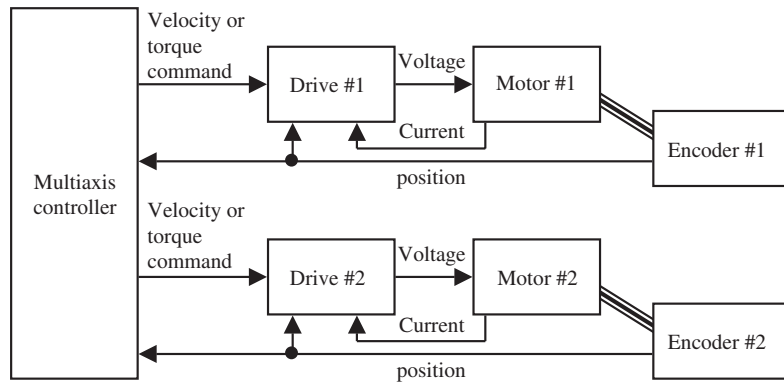 Velocity or
torque
command
Drive #1
Voltage
Motor #1
Current
Encoder #1
position
Multiaxis
controller
Velocity or
torque
command
Drive #2
Voltage
Motor #2
Current
Encoder #2
position